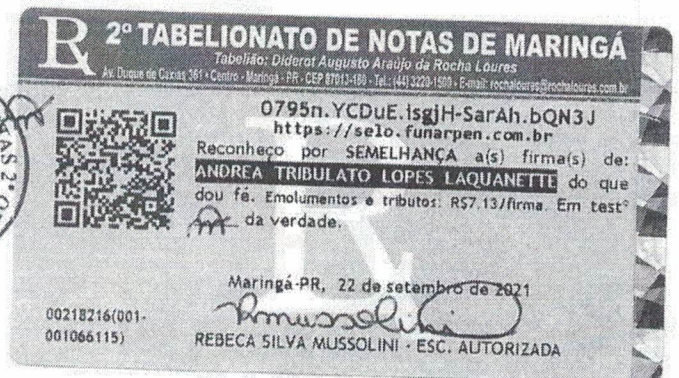 R 2º TABELIONATO DE NOTAS DE MARINGÁ
Tabelião: Diderot Augusto Araújo da Rocha Loures
Av. Duque de Caxias 361 • Centro - Maringá - PR - CEP 87013-180 - Tel.: (44) 3220-1500 - E-mail: rochaloures@rochaloures.com.br
0795n.YCDuE.isgjH-SarAh.bQN3J
https://selo.funarpen.com.br
Reconheço por SEMELHANÇA a(s) firma(s) de:
ANDREA TRIBULATO LOPES LAQUANETTE do que
dou fé. Emolumentos e tributos: R$7,13/firma. Em testº
da verdade.
Maringá-PR, 22 de setembro de 2021
Rmussolini
00218216(001-
001066115)
REBECA SILVA MUSSOLINI - ESC. AUTORIZADA